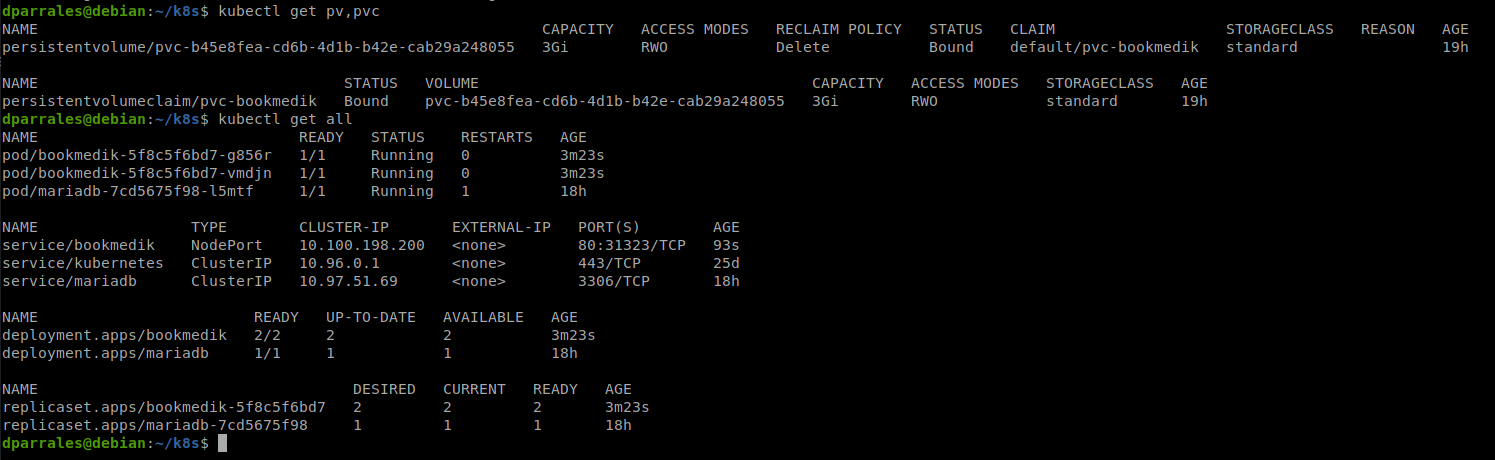 dparrales@debian:~/k8s$ kubectl get pv,pvc
NAME                                                        CAPACITY   ACCESS MODES   RECLAIM POLICY   STATUS   CLAIM                   STORAGECLASS   REASON   AGE
persistentvolume/pvc-b45e8fea-cd6b-4d1b-b42e-cab29a248055   3Gi        RWO            Delete           Bound    default/pvc-bookmedik   standard                19h

NAME                                  STATUS   VOLUME                                     CAPACITY   ACCESS MODES   STORAGECLASS   AGE
persistentvolumeclaim/pvc-bookmedik   Bound    pvc-b45e8fea-cd6b-4d1b-b42e-cab29a248055   3Gi        RWO            standard       19h
dparrales@debian:~/k8s$ kubectl get all
NAME                             READY   STATUS    RESTARTS   AGE
pod/bookmedik-5f8c5f6bd7-g856r   1/1     Running   0          3m23s
pod/bookmedik-5f8c5f6bd7-vmdjn   1/1     Running   0          3m23s
pod/mariadb-7cd5675f98-l5mtf     1/1     Running   1          18h

NAME                 TYPE        CLUSTER-IP       EXTERNAL-IP   PORT(S)        AGE
service/bookmedik    NodePort    10.100.198.200   <none>        80:31323/TCP   93s
service/kubernetes   ClusterIP   10.96.0.1        <none>        443/TCP        25d
service/mariadb      ClusterIP   10.97.51.69      <none>        3306/TCP       18h

NAME                        READY   UP-TO-DATE   AVAILABLE   AGE
deployment.apps/bookmedik   2/2     2            2           3m23s
deployment.apps/mariadb     1/1     1            1           18h

NAME                                   DESIRED   CURRENT   READY   AGE
replicaset.apps/bookmedik-5f8c5f6bd7   2         2         2       3m23s
replicaset.apps/mariadb-7cd5675f98     1         1         1       18h
dparrales@debian:~/k8s$